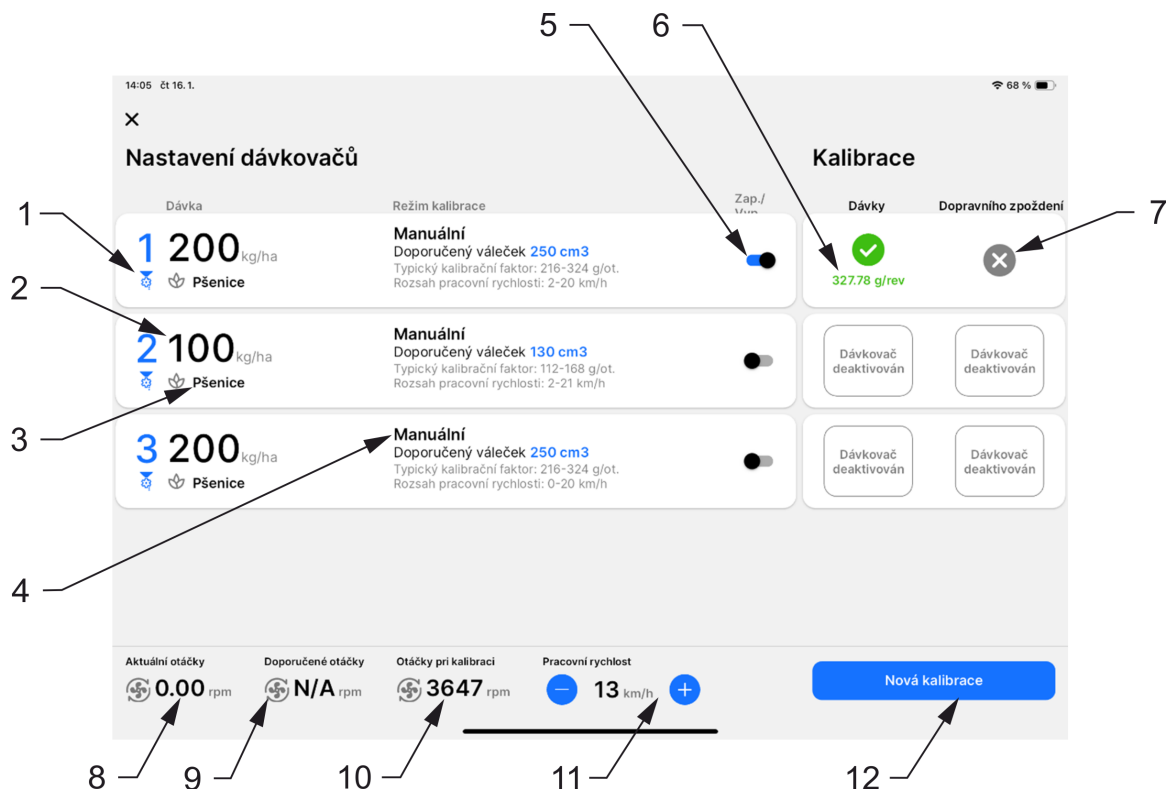 5 6
14:05 čt 16. 1. 68 %
Nastavení dávkovačů Kalibrace
Dávka Režim kalibrace Zap./ Dávky Dopravního zpoždění
Vyp.
1 7
1 200 kg/ha
Pšenice
Manuální
Doporučený váleček 250 cm3
Typický kalibrační faktor: 216-324 g/ot.
Rozsah pracovní rychlosti: 2-20 km/h
327.78 g/rev
2
2 100 kg/ha
Pšenice
Manuální
Doporučený váleček 130 cm3
Typický kalibrační faktor: 112-168 g/ot.
Rozsah pracovní rychlosti: 2-21 km/h
Dávkovač
deaktivován
Dávkovač
deaktivován
3
3 200 kg/ha
Pšenice
Manuální
Doporučený váleček 250 cm3
Typický kalibrační faktor: 216-324 g/ot.
Rozsah pracovní rychlosti: 0-20 km/h
Dávkovač
deaktivován
Dávkovač
deaktivován
4
Aktuální otáčky Doporučené otáčky Otáčky pri kalibraci Pracovní rychlost
0.00 rpm N/A rpm 3647 rpm 13 km/h
Nová kalibrace
8 9 10 11 12